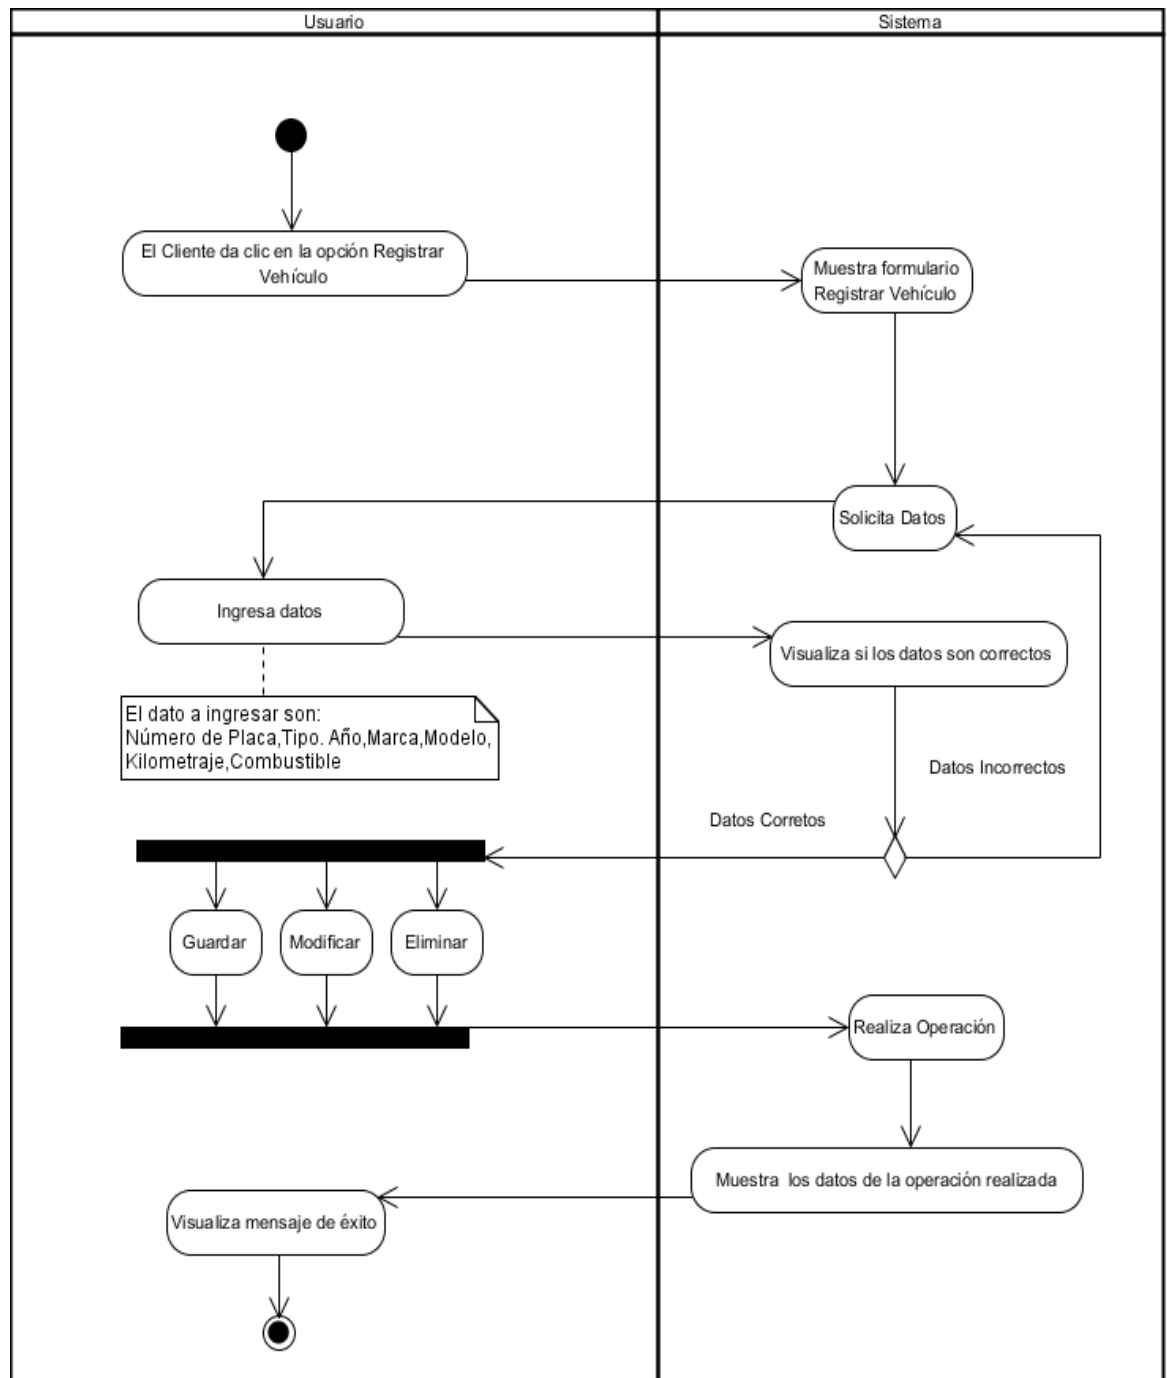 Usuario
Sistema
El Cliente da clic en la opción Registrar
Vehículo
Muestra formulario
Registrar Vehículo
Solicita Datos
Ingresa datos
Visualiza si los datos son correctos
El dato a ingresar son:
Número de Placa,Tipo. Año,Marca,Modelo,
Kilometraje,Combustible
Datos Incorrectos
Datos Corretos
Guardar
Modificar
Eliminar
Realiza Operación
Muestra los datos de la operación realizada
Visualiza mensaje de éxito